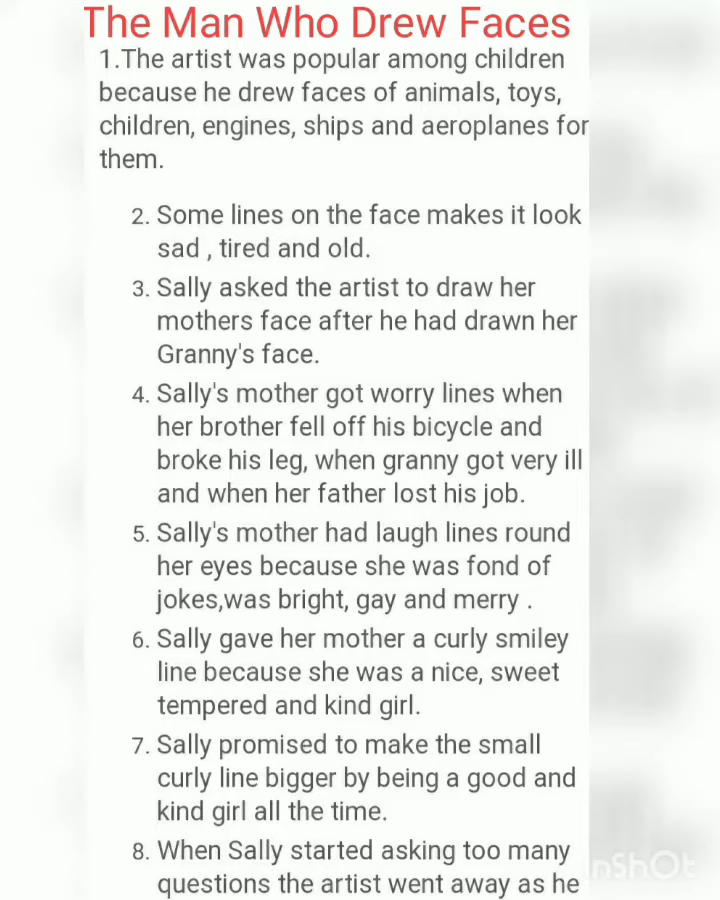 The Man Who Drew Faces
1.The artist was popular among children
because he drew faces of animals, toys,
children, engines, ships and aeroplanes for
them.
2. Some lines on the face makes it look
sad , tired and old.
3. Sally asked the artist to draw her
mothers face after he had drawn her
Granny's face.
4. Sally's mother got worry lines when
her brother fell off his bicycle and
broke his leg, when granny got very ill
and when her father lost his job.
5. Sally's mother had laugh lines round
her eyes because she was fond of
jokes,was bright, gay and merry .
6. Sally gave her mother a curly smiley
line because she was a nice, sweet
tempered and kind girl.
7. Sally promised to make the small
curly line bigger by being a good and
kind girl all the time.
8. When Sally started asking too many
questions the artist went away as he
InShOt